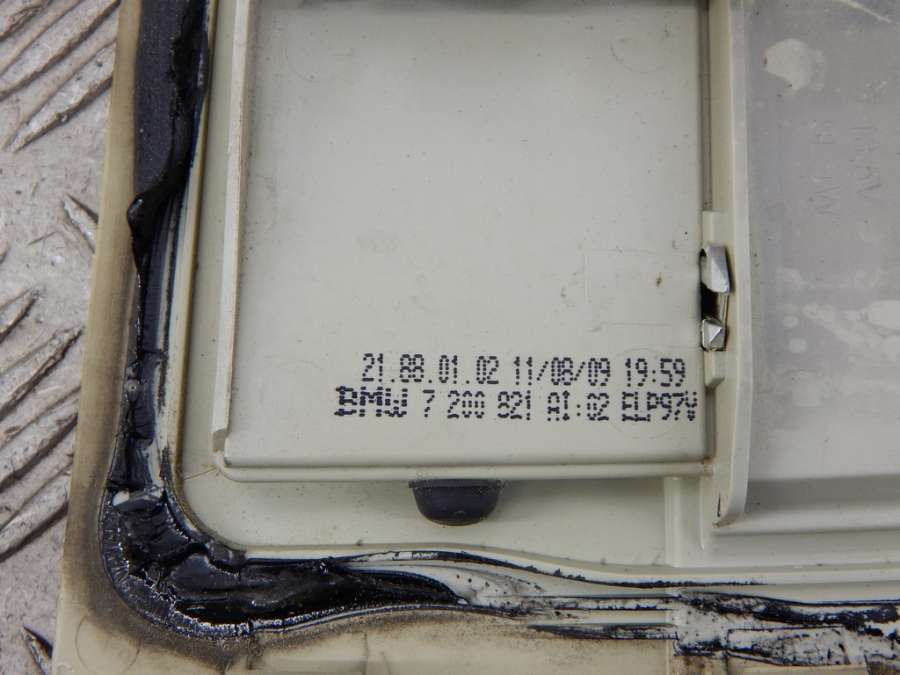 21.88.01.02 11/08/09 19:59
BMW 7 200 821 AI:02 ELP97V